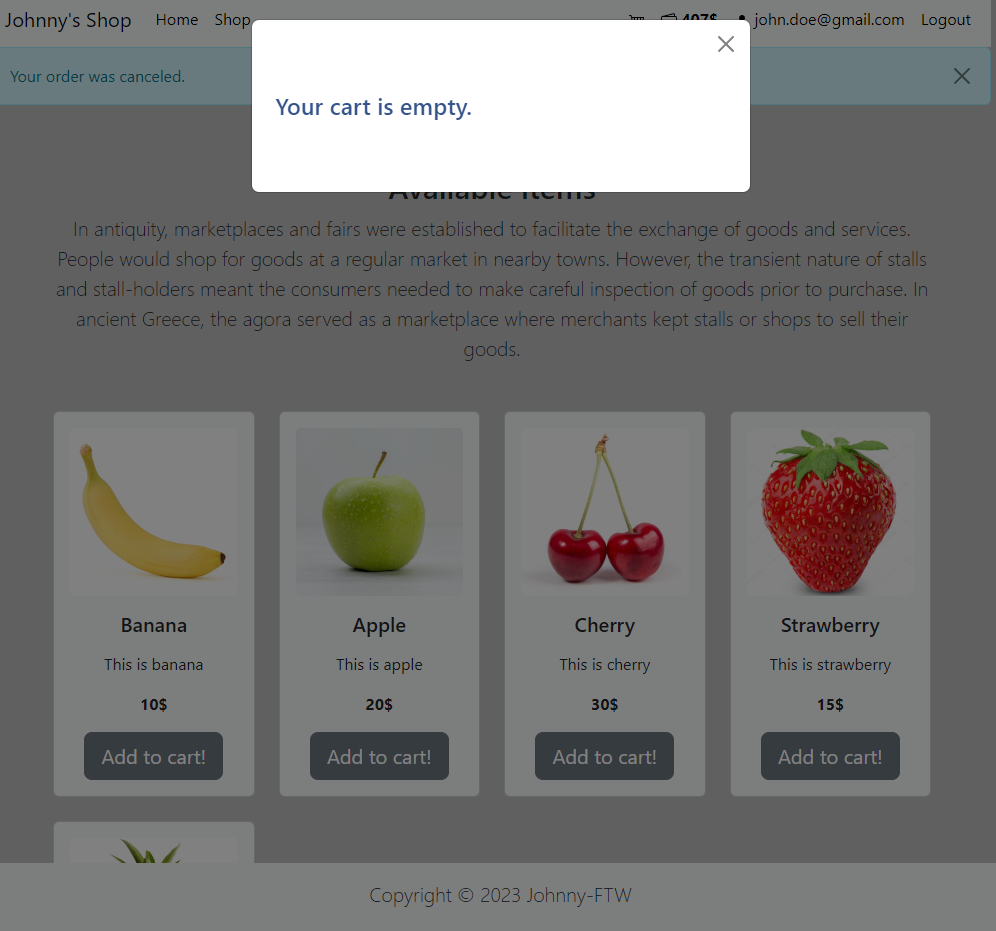 Johnny's Shop Home Shop 407$ john.doe@gmail.com Logout
Your order was canceled.
Your cart is empty.
Available Items
In antiquity, marketplaces and fairs were established to facilitate the exchange of goods and services.
People would shop for goods at a regular market in nearby towns. However, the transient nature of stalls
and stall-holders meant the consumers needed to make careful inspection of goods prior to purchase. In
ancient Greece, the agora served as a marketplace where merchants kept stalls or shops to sell their
goods.
Banana Apple Cherry Strawberry
This is banana This is apple This is cherry This is strawberry
10$ 20$ 30$ 15$
Add to cart! Add to cart! Add to cart! Add to cart!
Copyright © 2023 Johnny-FTW